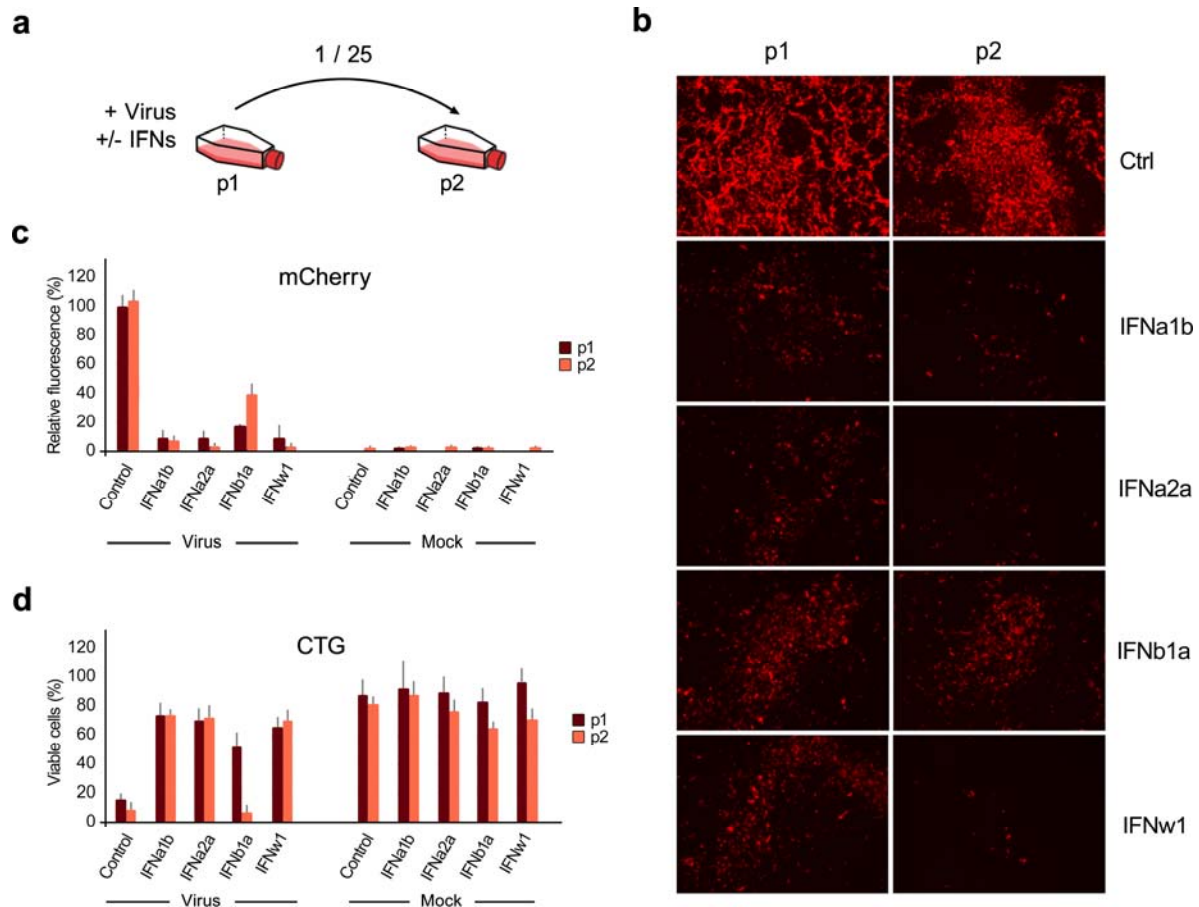 a
1 / 25
+ Virus
+/- IFNs
p1
p2
b
p1
p2
Ctrl
IFNa1b
IFNa2a
IFNb1a
IFNw1
c
mCherry
Relative fluorescence (%)
120
100
80
60
40
20
0
p1
p2
Control
IFNa1b
IFNa2a
IFNb1a
IFNw1
Control
IFNa1b
IFNa2a
IFNb1a
IFNw1
Virus
Mock
d
CTG
Viable cells (%)
120
100
80
60
40
20
0
p1
p2
Control
IFNa1b
IFNa2a
IFNb1a
IFNw1
Control
IFNa1b
IFNa2a
IFNb1a
IFNw1
Virus
Mock